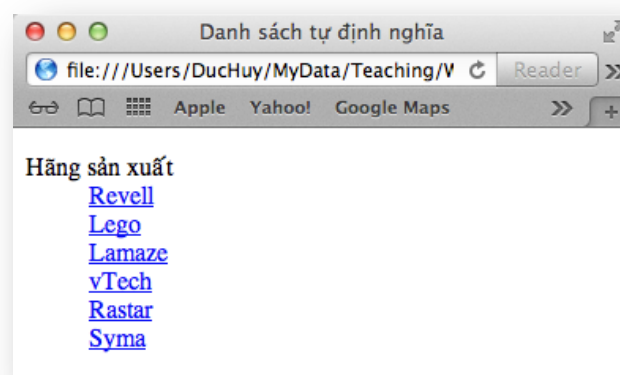 Danh sách tự định nghĩa
file:///Users/DucHuy/MyData/Teaching/W
Reader
Apple Yahoo! Google Maps
Hãng sản xuất
Revell
Lego
Lamaze
vTech
Rastar
Syma